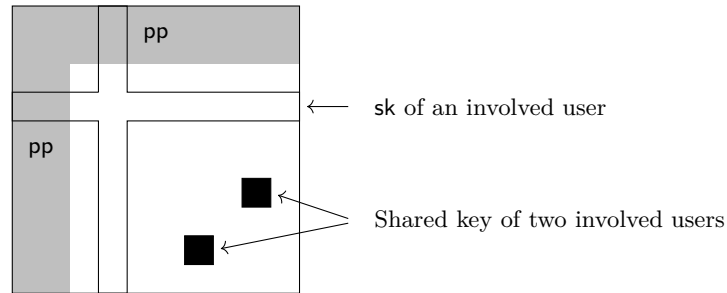 pp
sk of an involved user
pp
Shared key of two involved users